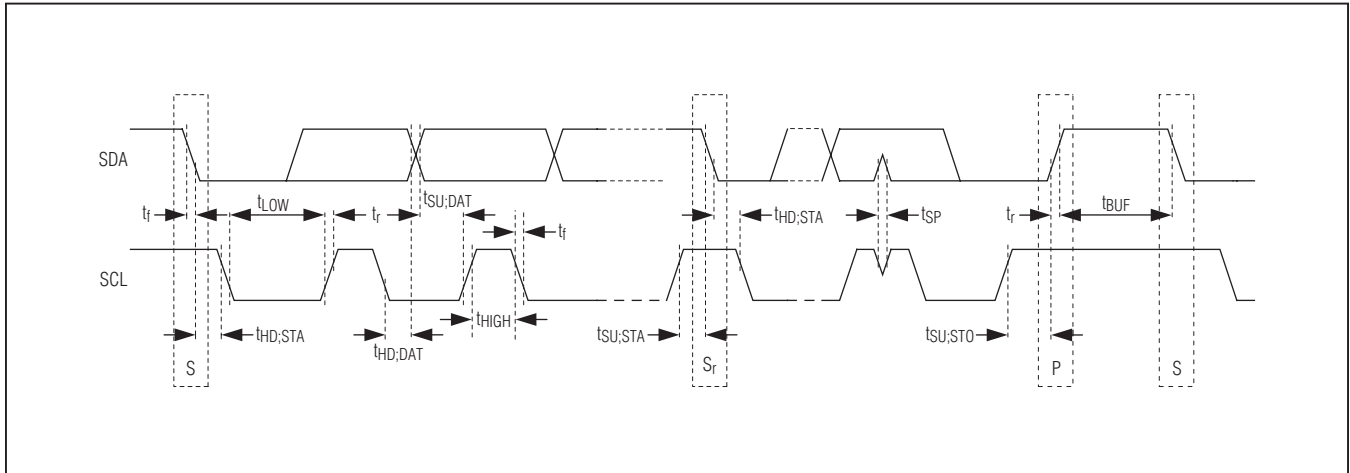 SDA
tSU;DAT
tf
tLOW
tr
tf
tHD;STA
tSP
tr
tBUF
SCL
tHD;STA
tHD;DAT
tHIGH
tSU;STA
tSU;STO
S
Sr
P
S